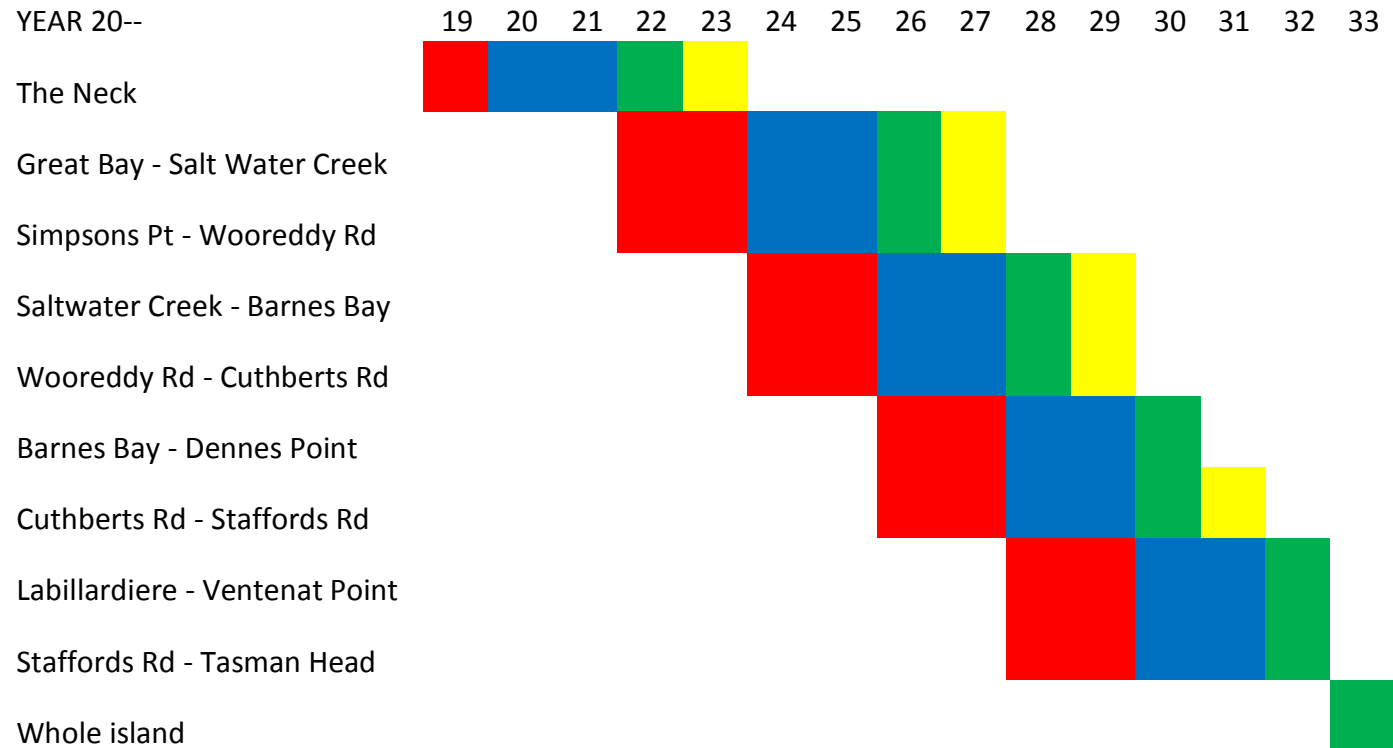 YEAR 20-- 19 20 21 22 23 24 25 26 27 28 29 30 31 32 33
The Neck
Great Bay - Salt Water Creek
Simpsons Pt - Wooreddy Rd
Saltwater Creek - Barnes Bay
Wooreddy Rd - Cuthberts Rd
Barnes Bay - Dennes Point
Cuthberts Rd - Staffords Rd
Labillardiere - Ventenat Point
Staffords Rd - Tasman Head
Whole island